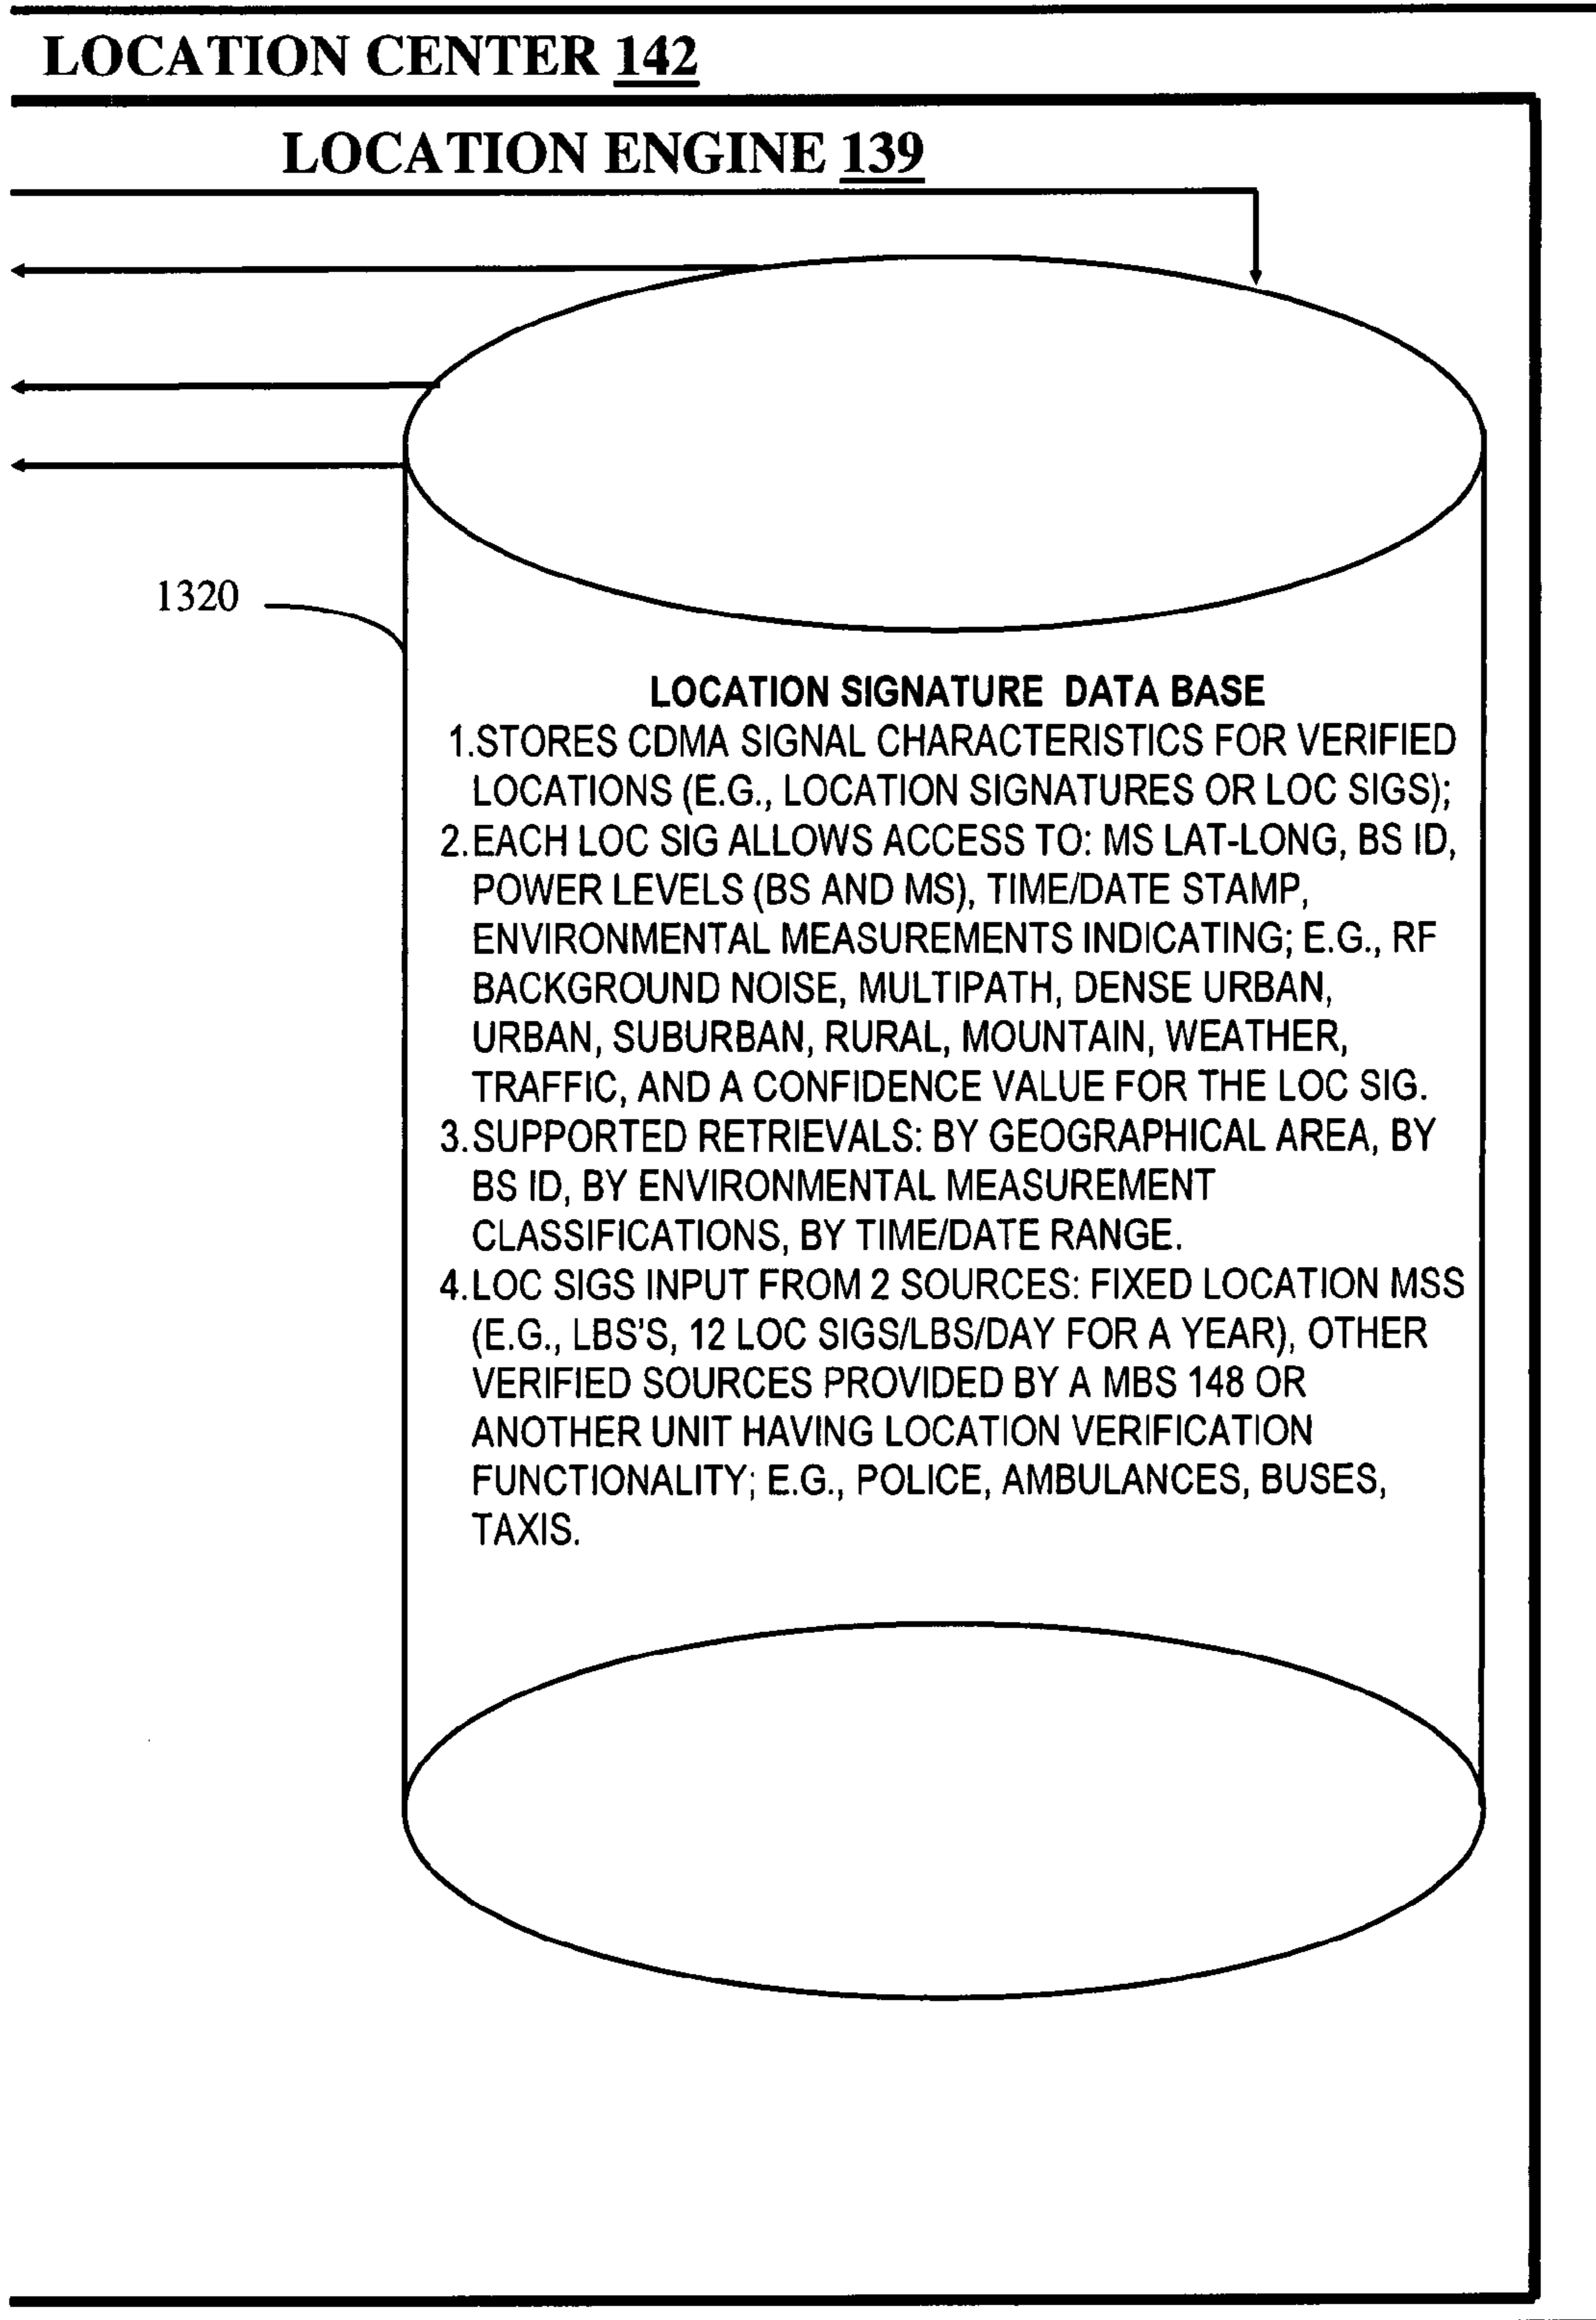 LOCATION CENTER 142
LOCATION ENGINE 139
1320
LOCATION SIGNATURE DATA BASE
1.STORES CDMA SIGNAL CHARACTERISTICS FOR VERIFIED
LOCATIONS (E.G., LOCATION SIGNATURES OR LOC SIGS);
2.EACH LOC SIG ALLOWS ACCESS TO: MS LAT-LONG, BS ID,
POWER LEVELS (BS AND MS), TIME/DATE STAMP,
ENVIRONMENTAL MEASUREMENTS INDICATING; E.G., RF
BACKGROUND NOISE, MULTIPATH, DENSE URBAN,
URBAN, SUBURBAN, RURAL, MOUNTAIN, WEATHER,
TRAFFIC, AND A CONFIDENCE VALUE FOR THE LOC SIG.
3.SUPPORTED RETRIEVALS: BY GEOGRAPHICAL AREA, BY
BS ID, BY ENVIRONMENTAL MEASUREMENT
CLASSIFICATIONS, BY TIME/DATE RANGE.
4.LOC SIGS INPUT FROM 2 SOURCES: FIXED LOCATION MSS
(E.G., LBS'S, 12 LOC SIGS/LBS/DAY FOR A YEAR), OTHER
VERIFIED SOURCES PROVIDED BY A MBS 148 OR
ANOTHER UNIT HAVING LOCATION VERIFICATION
FUNCTIONALITY; E.G., POLICE, AMBULANCES, BUSES,
TAXIS.